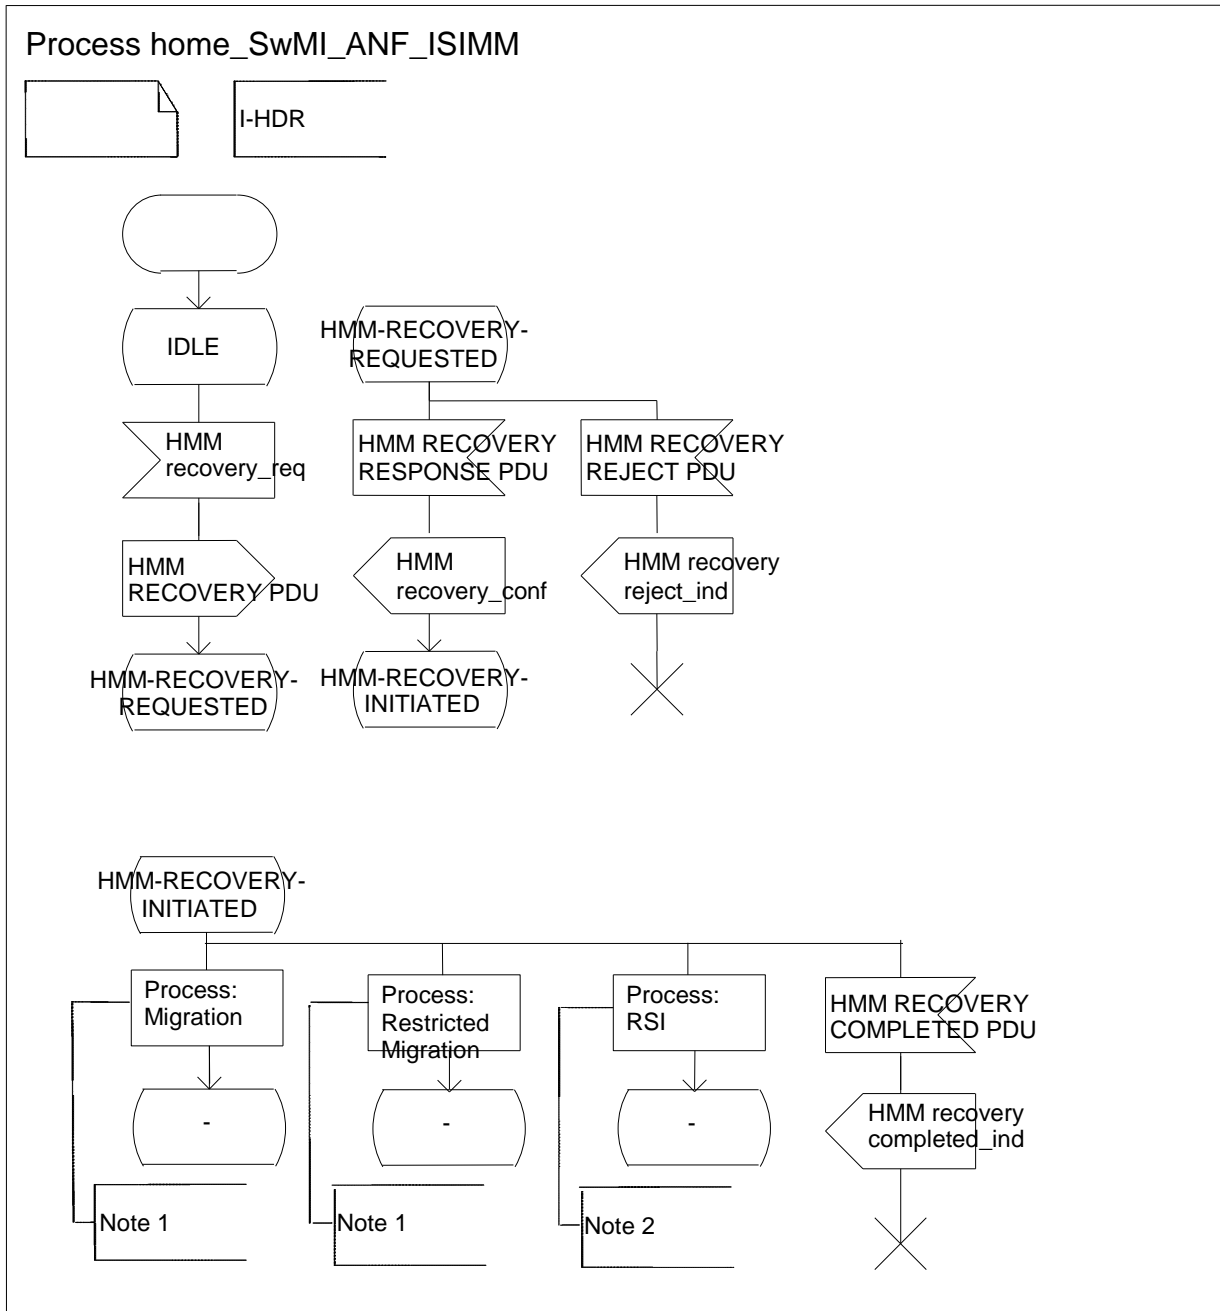 Process home_SwMI_ANF_ISIMM
I-HDR
IDLE
HMM
recovery_req
HMM
RECOVERY PDU
HMM-RECOVERY-
REQUESTED
HMM-RECOVERY-
REQUESTED
HMM RECOVERY
RESPONSE PDU
HMM
recovery_conf
HMM-RECOVERY-
INITIATED
HMM RECOVERY
REJECT PDU
HMM recovery
reject_ind
HMM-RECOVERY-
INITIATED
Process:
Migration
-
Note 1
Process:
Restricted
Migration
-
Note 1
Process:
RSI
-
Note 2
HMM RECOVERY
COMPLETED PDU
HMM recovery
completed_ind